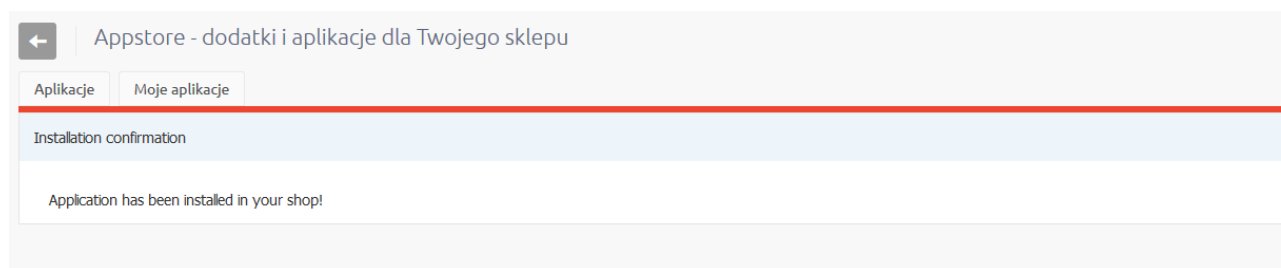 Appstore - dodatki i aplikacje dla Twojego sklepu
Aplikacje Moje aplikacje
Installation confirmation
Application has been installed in your shop!